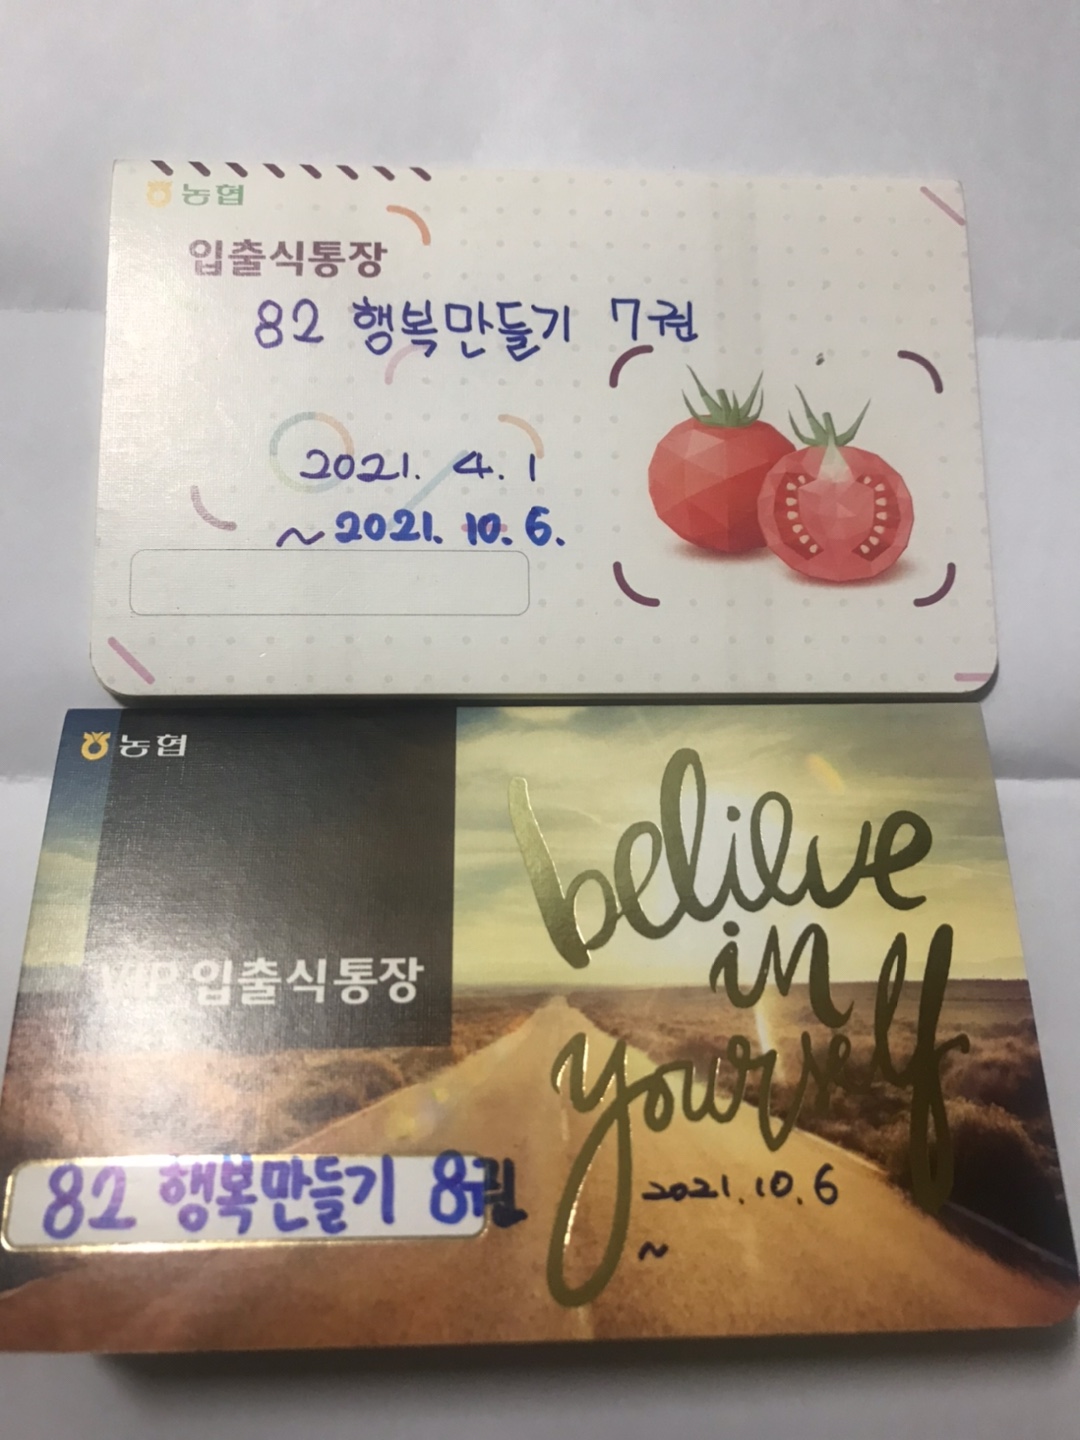 농협
입출식통장
82 행복만들기 7권
2021. 4. 1
~2021. 10. 6.
농협
VIP 입출식통장
believe
in
yourself
82 행복만들기 8권
2021. 10. 6
~